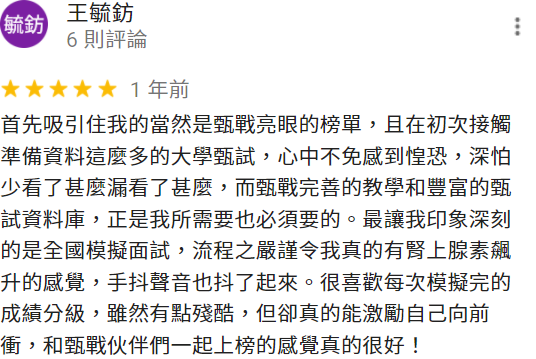 毓鈁
王毓鈁
6 則評論
1 年前
首先吸引住我的當然是甄戰亮眼的榜單，且在初次接觸
準備資料這麼多的大學甄試，心中不免感到惶恐，深怕
少看了甚麼漏看了甚麼，而甄戰完善的教學和豐富的甄
試資料庫，正是我所需要也必須要的。最讓我印象深刻
的是全國模擬面試，流程之嚴謹令我真的有腎上腺素飆
升的感覺，手抖聲音也抖了起來。很喜歡每次模擬完的
成績分級，雖然有點殘酷，但卻真的能激勵自己向前
衝，和甄戰伙伴們一起上榜的感覺真的很好！